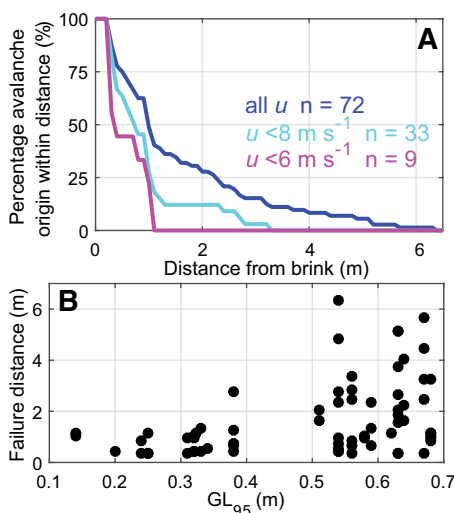 A
Percentage avalanche
origin within distance (%)
100
75
50
25
0
all u n = 72
u <8 m s⁻¹ n = 33
u <6 m s⁻¹ n = 9
0 2 4 6
Distance from brink (m)
B
Failure distance (m)
6
4
2
0
0.1 0.2 0.3 0.4 0.5 0.6 0.7
GL₉₅ (m)